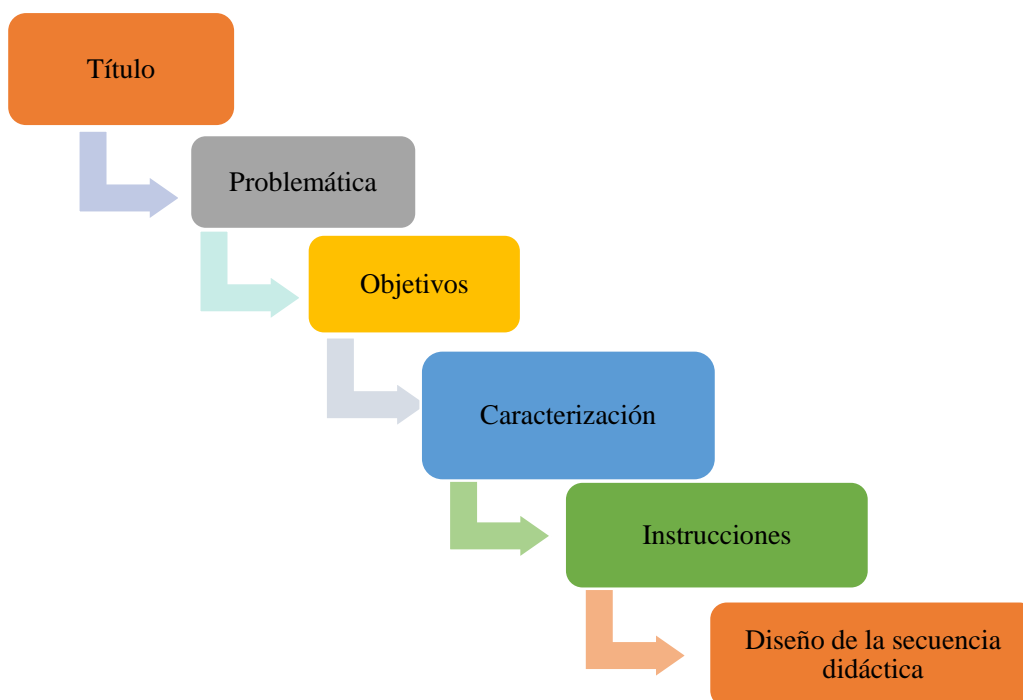 Título
Problemática
Objetivos
Caracterización
Instrucciones
Diseño de la secuencia
didáctica